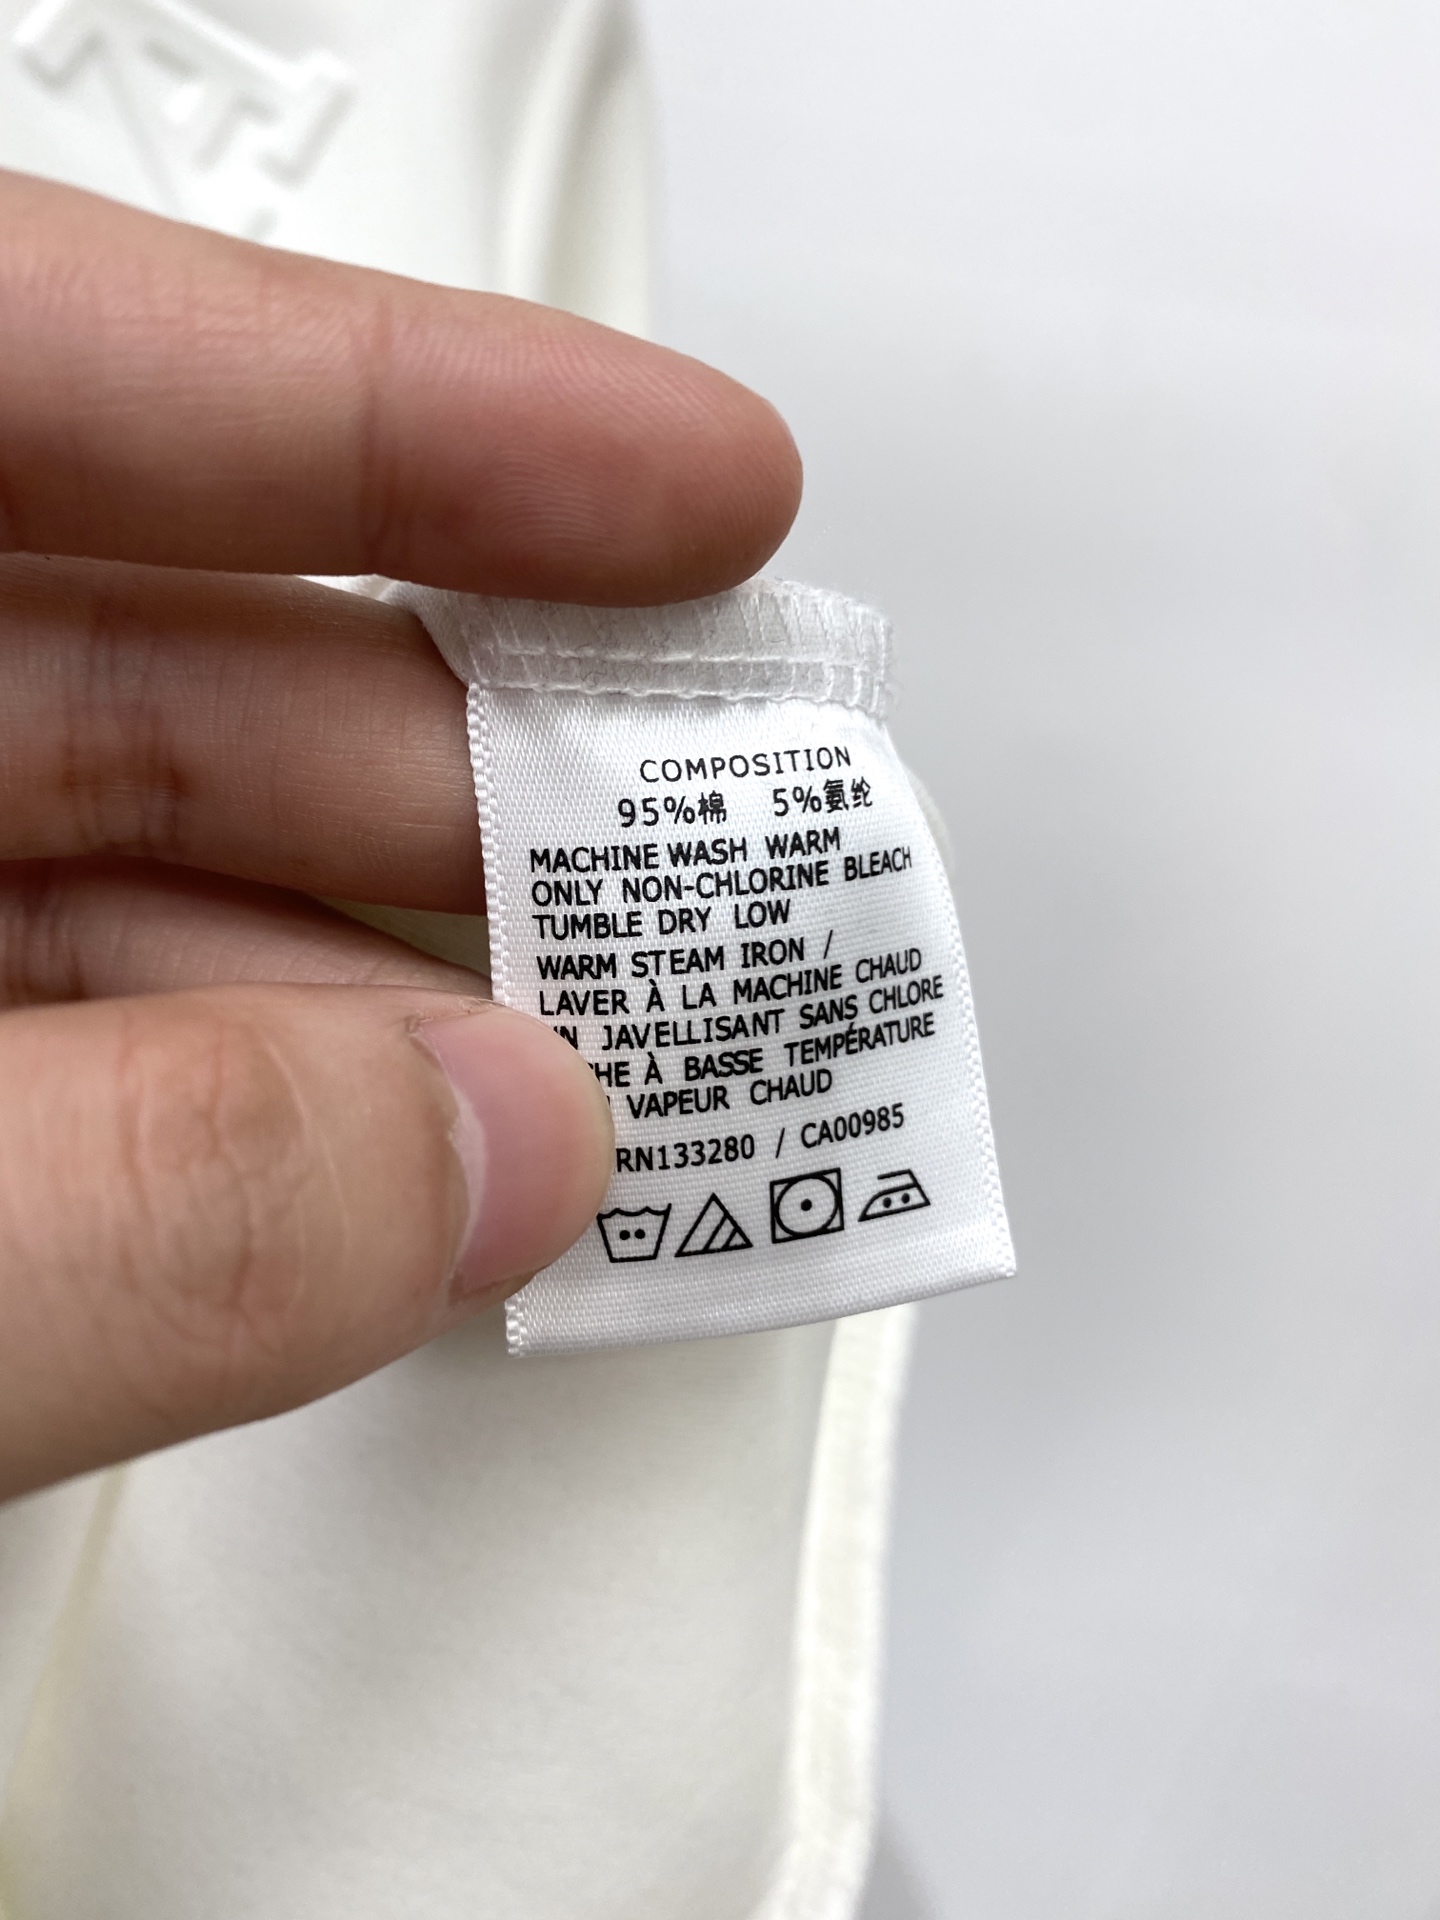 COMPOSITION
95%棉 5%氨纶
MACHINE WASH WARM
ONLY NON-CHLORINE BLEACH
TUMBLE DRY LOW
WARM STEAM IRON /
LAVER À LA MACHINE CHAUD
JAVELLISANT SANS CHLORE
À BASSE TEMPÉRATURE
VAPEUR CHAUD
RN133280 / CA00985